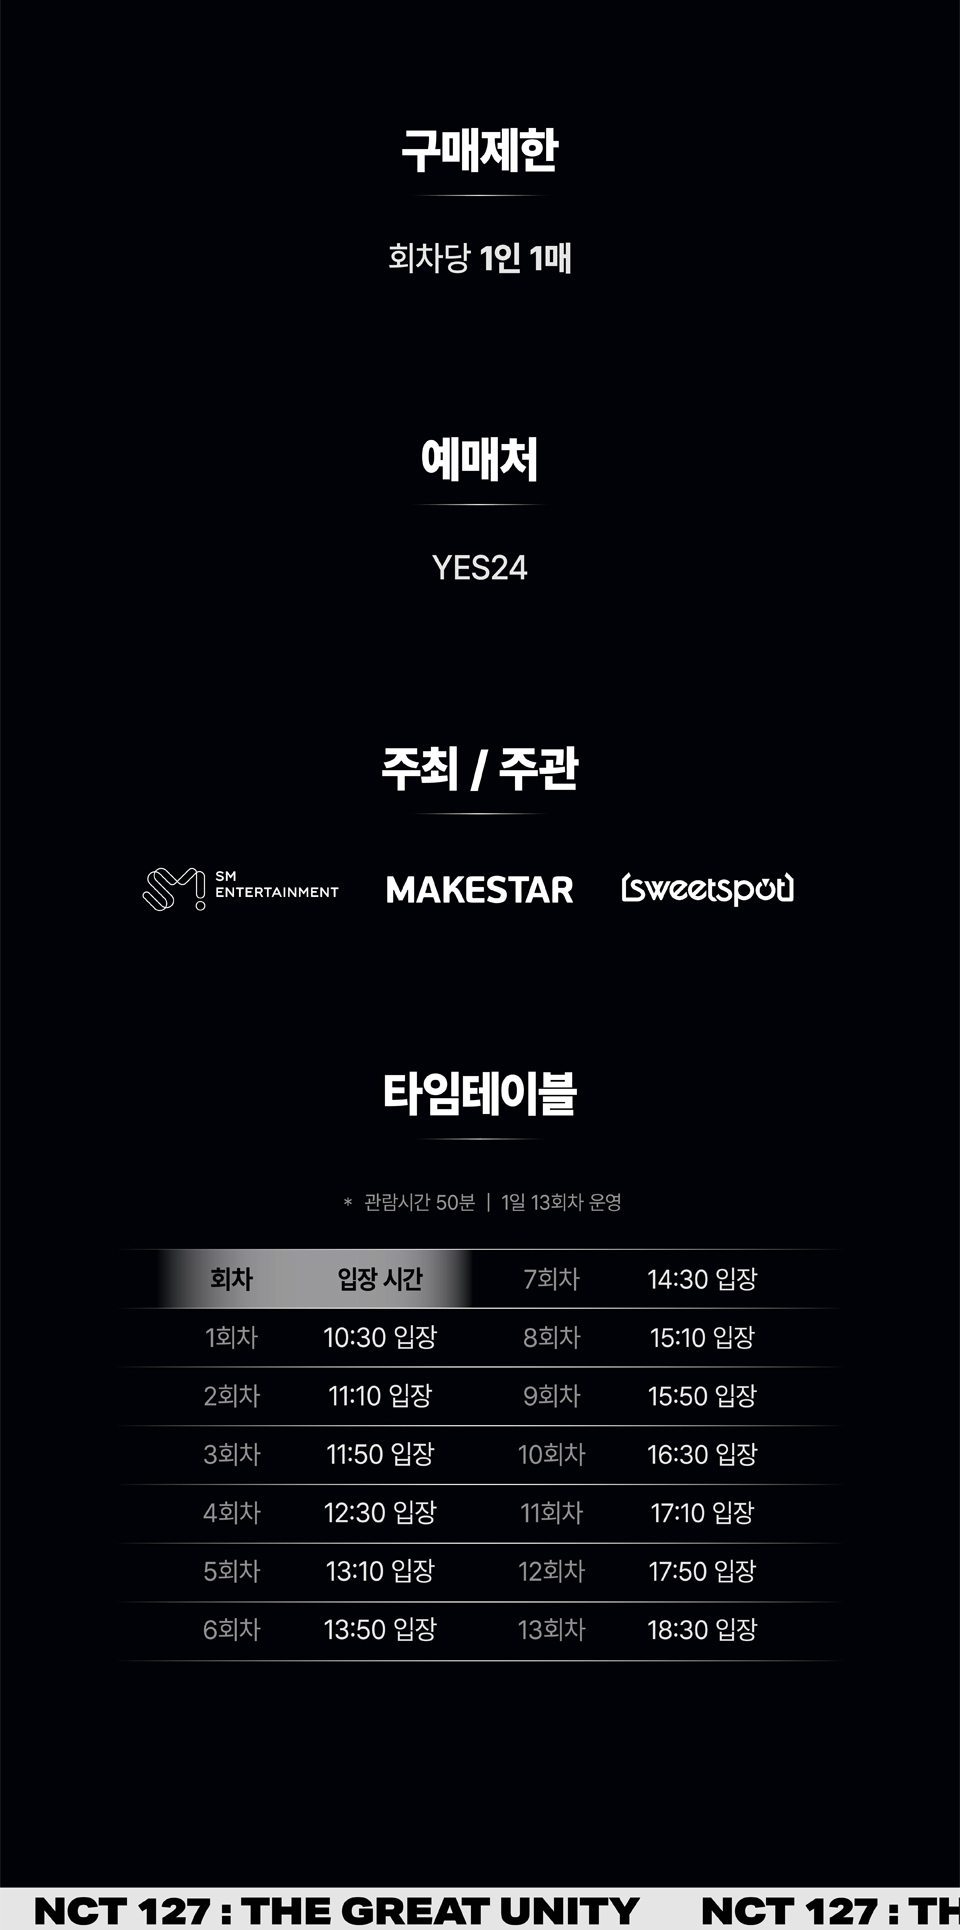 구매제한
회차당 1인 1매
예매처
YES24
주최 / 주관
SM
ENTERTAINMENT
MAKESTAR
sweetspot
타임테이블
* 관람시간 50분 | 1일 13회차 운영
회차 입장 시간 7회차 14:30 입장
1회차 10:30 입장 8회차 15:10 입장
2회차 11:10 입장 9회차 15:50 입장
3회차 11:50 입장 10회차 16:30 입장
4회차 12:30 입장 11회차 17:10 입장
5회차 13:10 입장 12회차 17:50 입장
6회차 13:50 입장 13회차 18:30 입장
NCT 127 : THE GREAT UNITY NCT 127 : TH